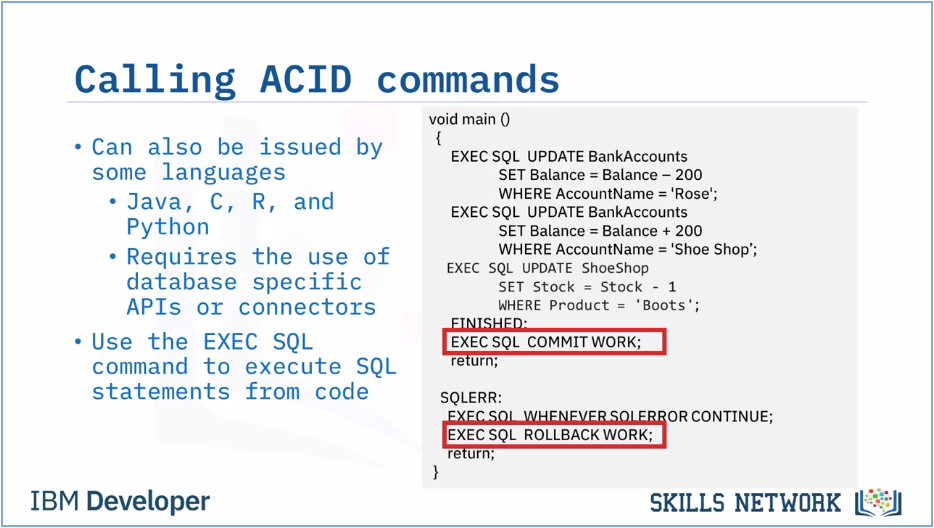 Calling ACID commands
• Can also be issued by
some languages
• Java, C, R, and
Python
• Requires the use of
database specific
APIs or connectors
• Use the EXEC SQL
command to execute SQL
statements from code
void main ()
{
EXEC SQL UPDATE BankAccounts
SET Balance = Balance – 200
WHERE AccountName = 'Rose';
EXEC SQL UPDATE BankAccounts
SET Balance = Balance + 200
WHERE AccountName = 'Shoe Shop’;
EXEC SQL UPDATE ShoeShop
SET Stock = Stock - 1
WHERE Product = 'Boots';
FINISHED:
EXEC SQL COMMIT WORK;
return;
SQLERR:
EXEC SQL WHENEVER SQLERROR CONTINUE;
EXEC SQL ROLLBACK WORK;
return;
}
IBM Developer
SKILLS NETWORK